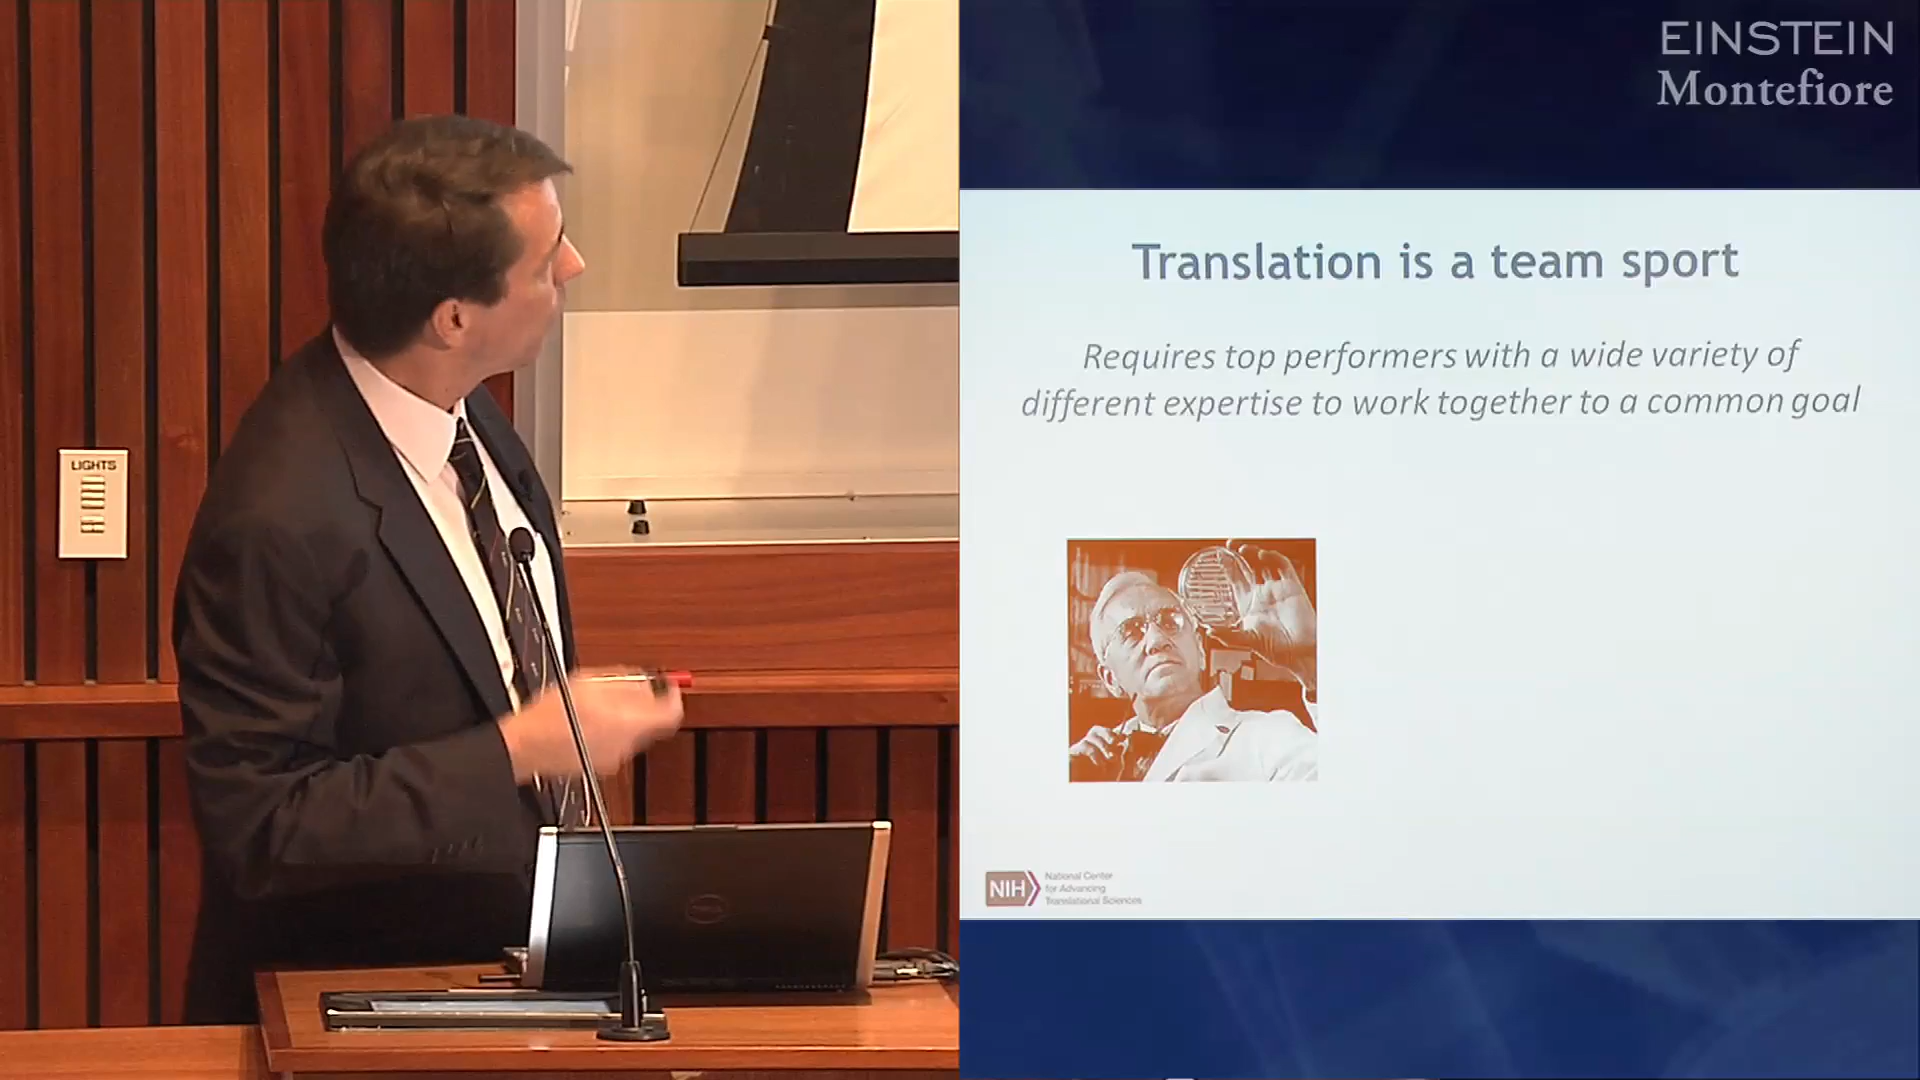 LIGHTS
EINSTEIN
Montefiore
Translation is a team sport
Requires top performers with a wide variety of
different expertise to work together to a common goal
NIH
National Center
for Advancing
Translational Sciences